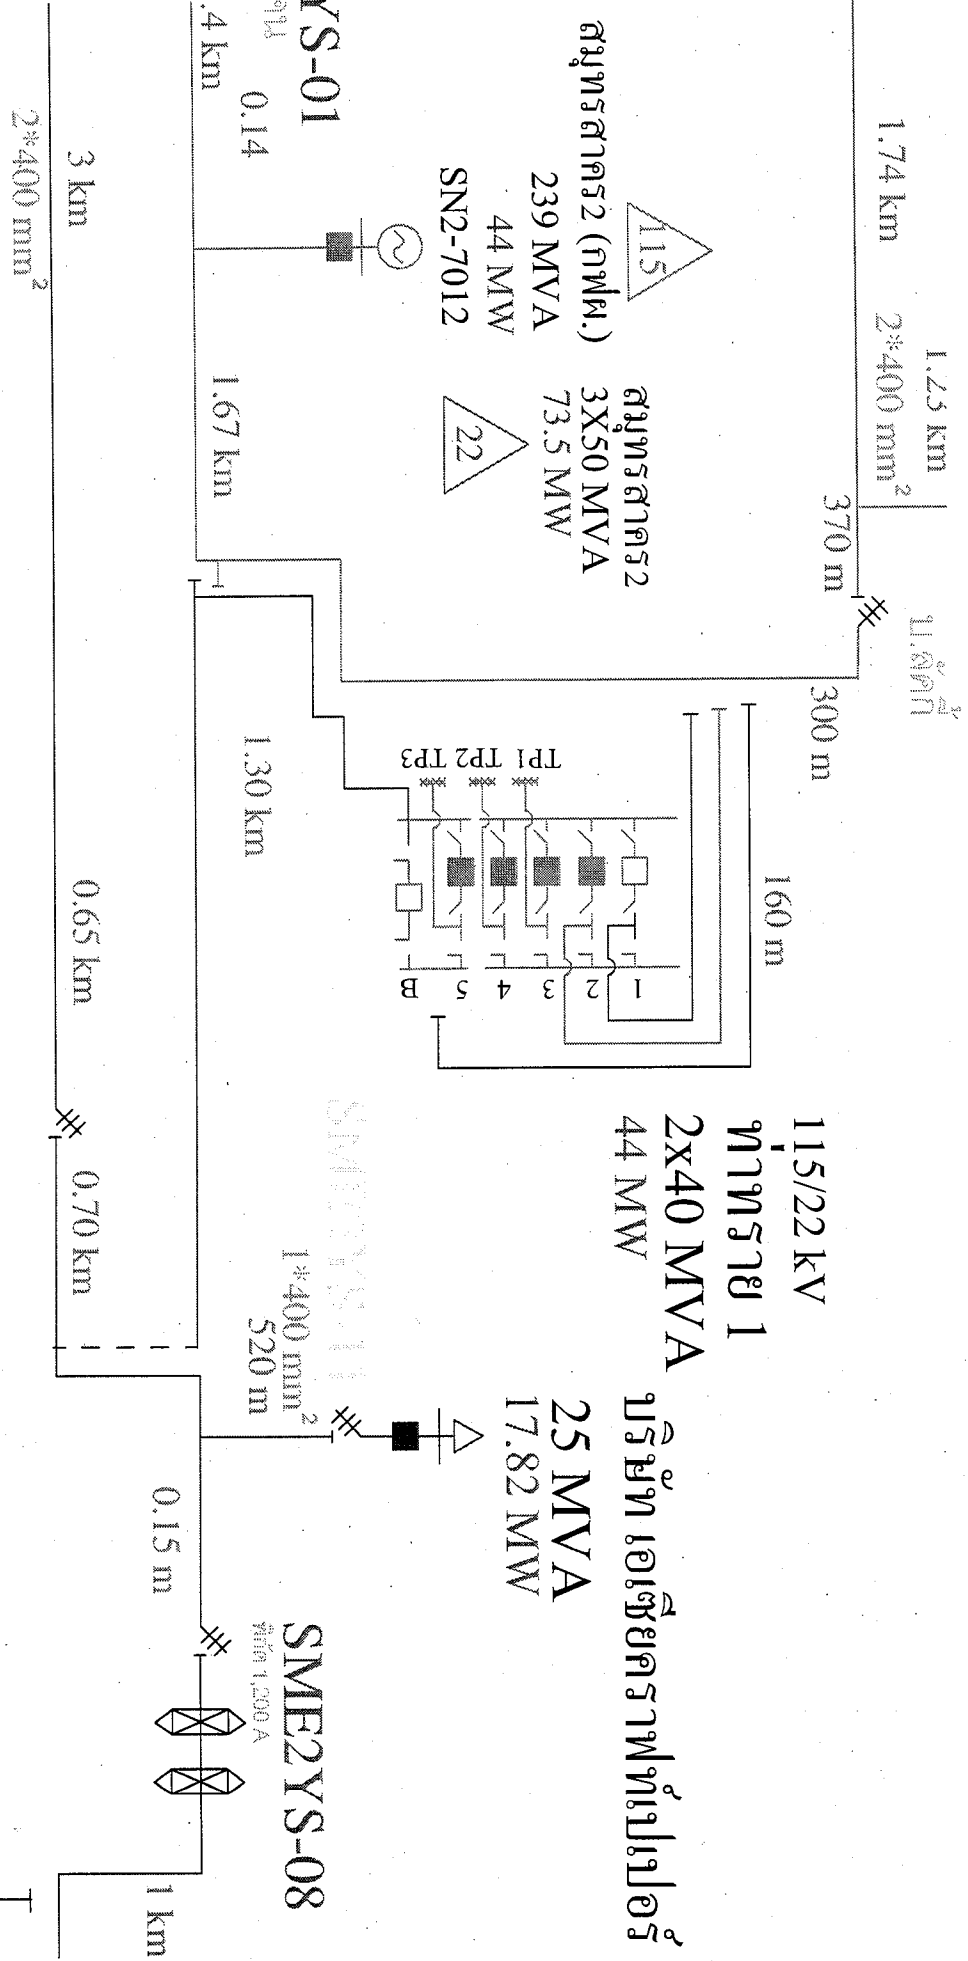 1.74 km
1.25 km
2*400 mm²
370 m
300 m
115
สมุทรสาคร2 (กฟผ.)
239 MVA
44 MW
SN2-7012
สมุทรสาคร2
3X50 MVA
73.5 MW
22
YS-01
.4 km
0.14
1.67 km
3 km
2*400 mm²
160 m
TP1
TP2
TP3
1
2
3
4
5
B
1.30 km
0.65 km
0.70 km
115/22 kV
ท่าทราย 1
2x40 MVA
44 MW
1*400 mm²
520 m
บริษัท เอเชียคราฟท์เปเปอร์
25 MVA
17.82 MW
0.15 m
SME2YS-08
พิกัด 1,200 A
1 km